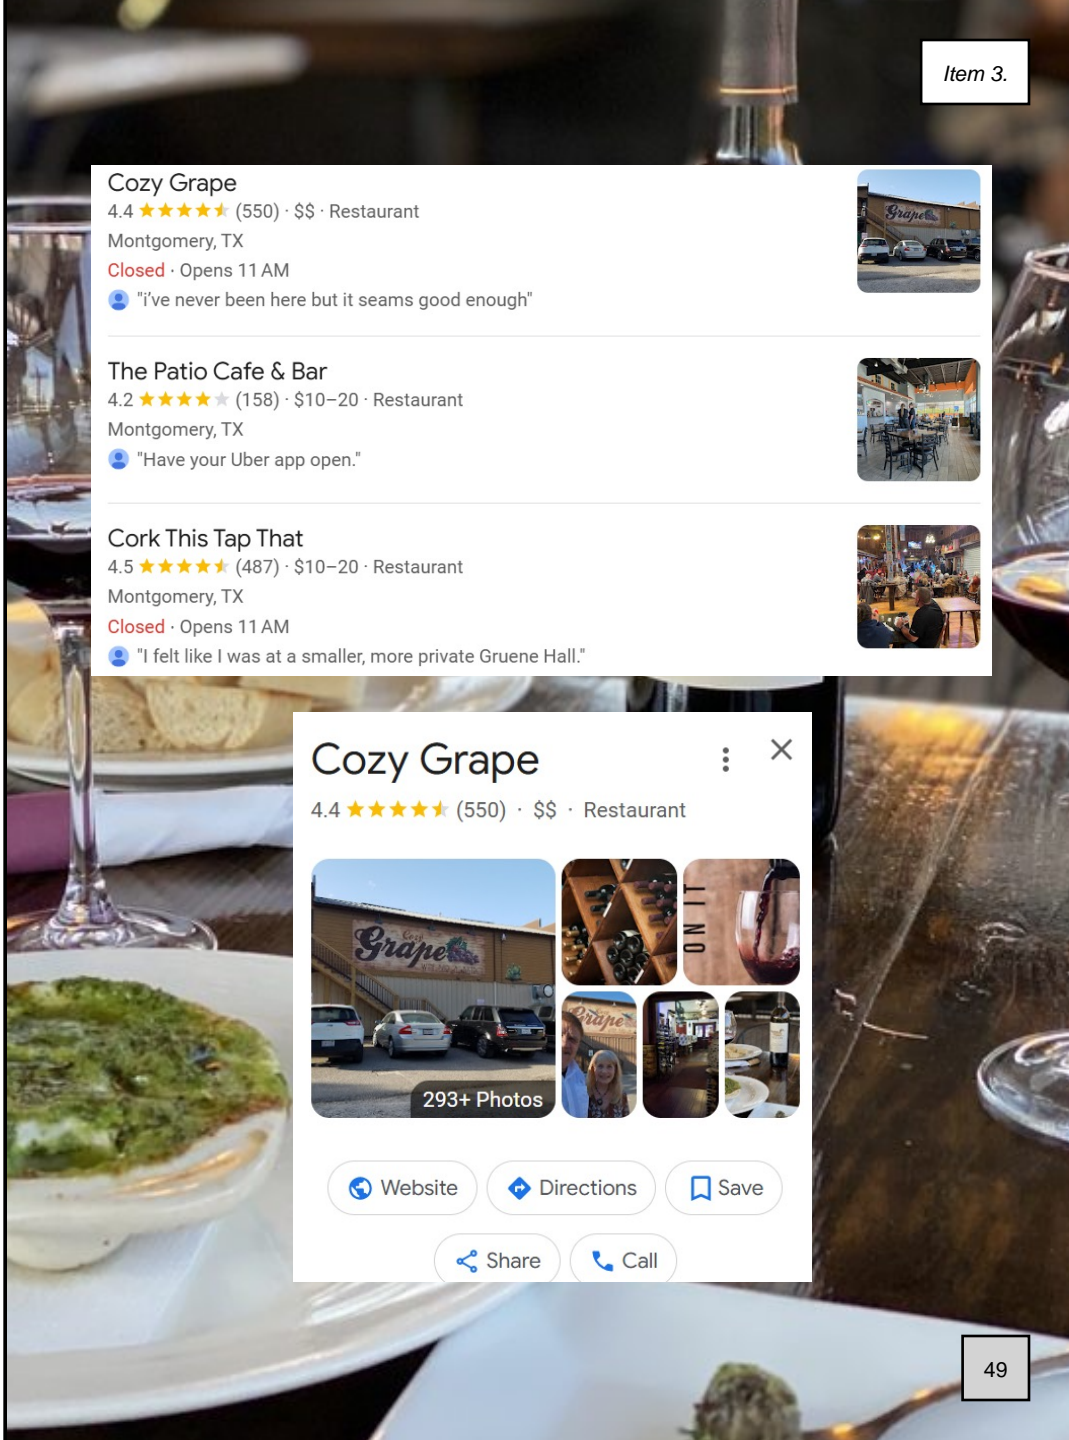 Item 3.
Cozy Grape
4.4 (550) · $$ · Restaurant
Montgomery, TX
Closed · Opens 11 AM
"i've never been here but it seams good enough"
Grape
The Patio Cafe & Bar
4.2 (158) · $10–20 · Restaurant
Montgomery, TX
"Have your Uber app open."
Cork This Tap That
4.5 (487) · $10–20 · Restaurant
Montgomery, TX
Closed · Opens 11 AM
"I felt like I was at a smaller, more private Gruene Hall."
Cozy Grape
4.4 (550) · $$ · Restaurant
Cozy
Grape
ON IT
Grape
293+ Photos
Website
Directions
Save
Share
Call
49